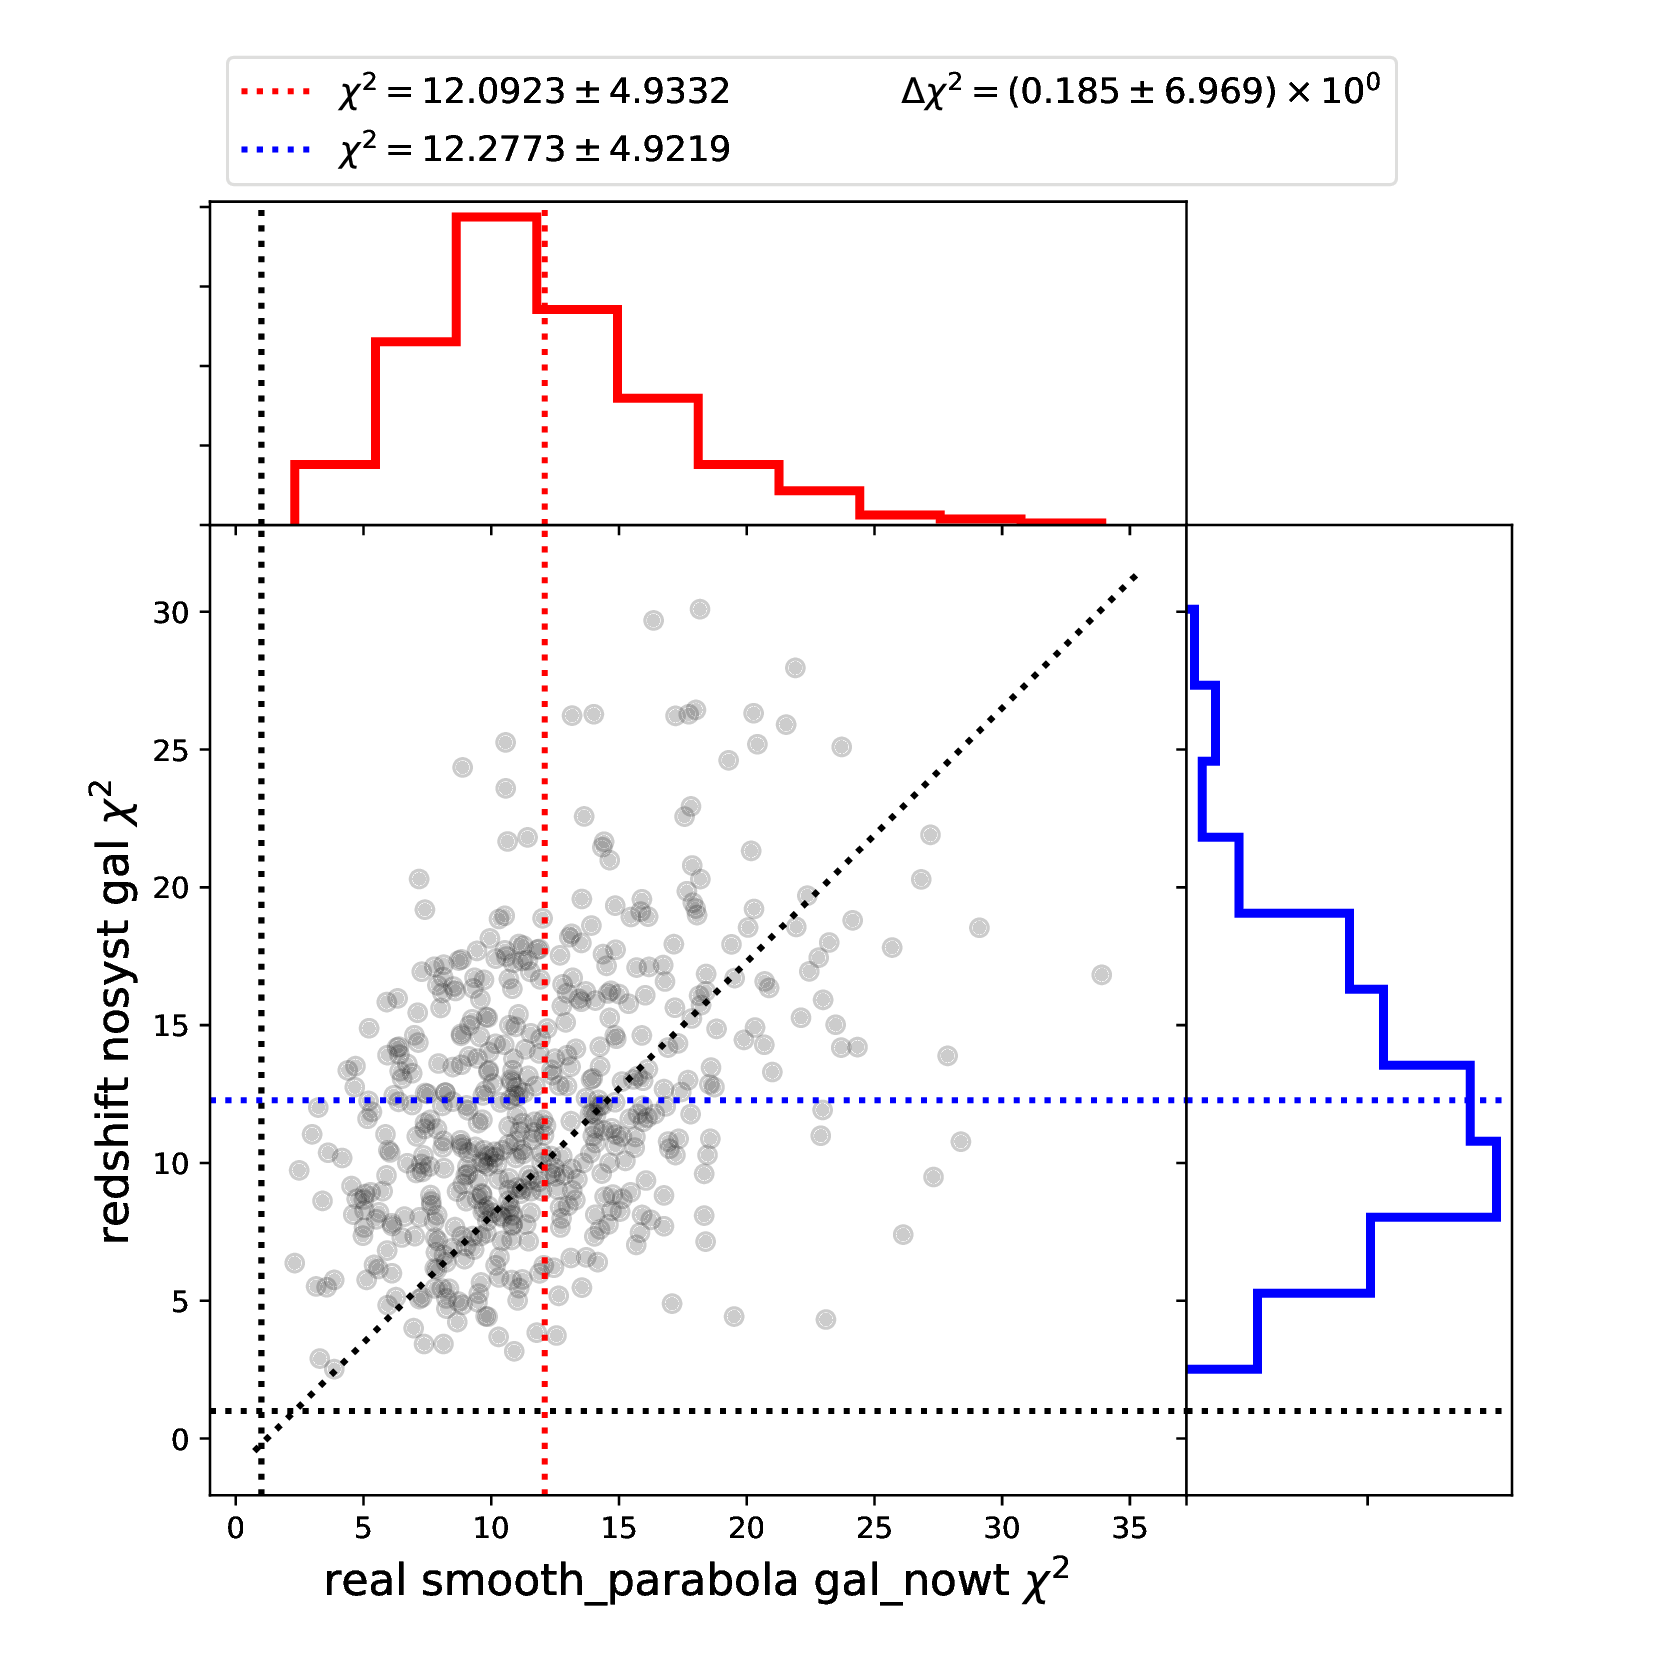 χ² = 12.0923 ± 4.9332
Δχ² = (0.185 ± 6.969) × 10⁰
χ² = 12.2773 ± 4.9219
30
25
20
15
10
5
0
redshift nosyst gal χ²
0 5 10 15 20 25 30 35
real smooth_parabola gal_nowt χ²